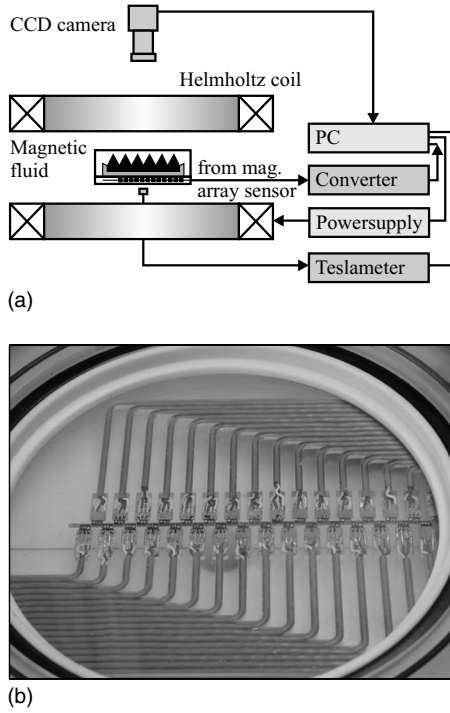 CCD camera
Helmholtz coil
Magnetic
fluid
from mag.
array sensor
PC
Converter
Powersupply
Teslameter
(a)
(b)